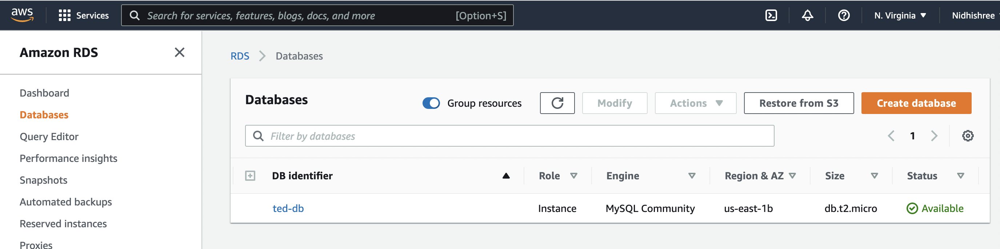 aws Services Search for services, features, blogs, docs, and more [Option+S] N. Virginia Nidhishree
Amazon RDS
Dashboard
Databases
Query Editor
Performance insights
Snapshots
Automated backups
Reserved instances
Proxies
RDS > Databases
Databases Group resources Modify Actions Restore from S3 Create database
Filter by databases 1
DB identifier Role Engine Region & AZ Size Status
ted-db Instance MySQL Community us-east-1b db.t2.micro Available